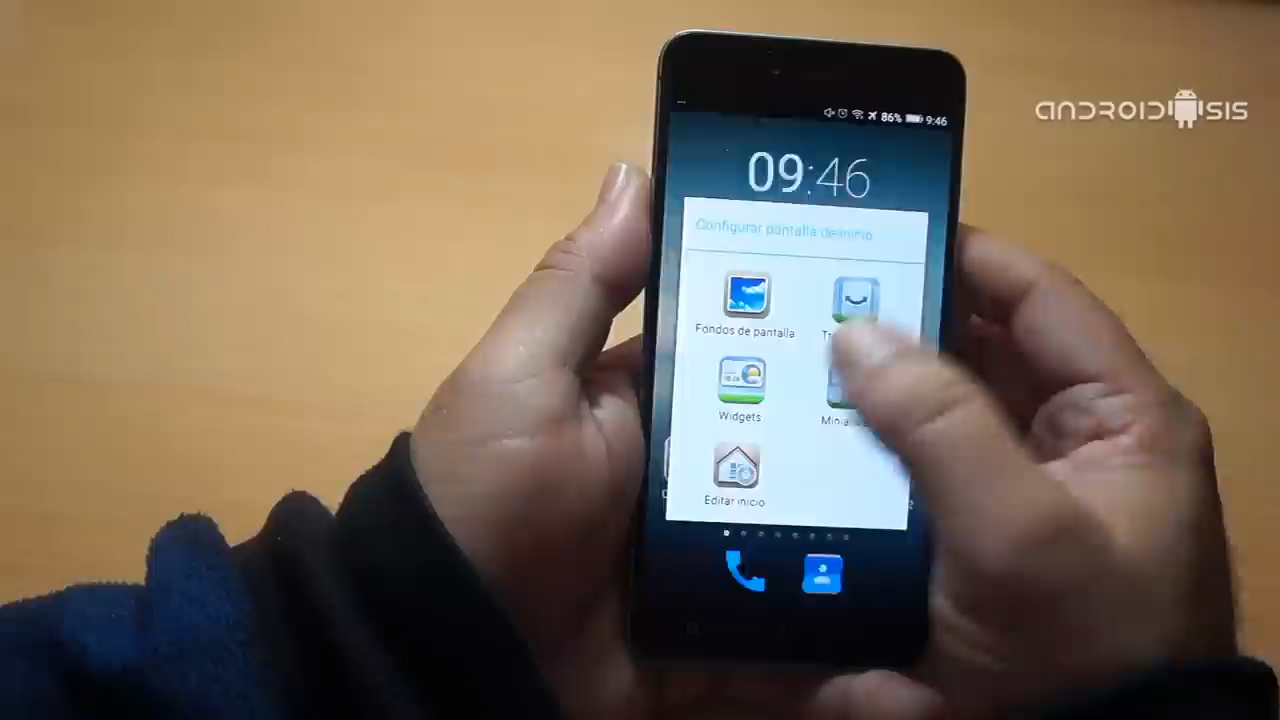 ANDROIDSIS
86% 9:46
09:46
Configurar pantalla de inicio
Fondos de pantalla
Widgets
Editar inicio